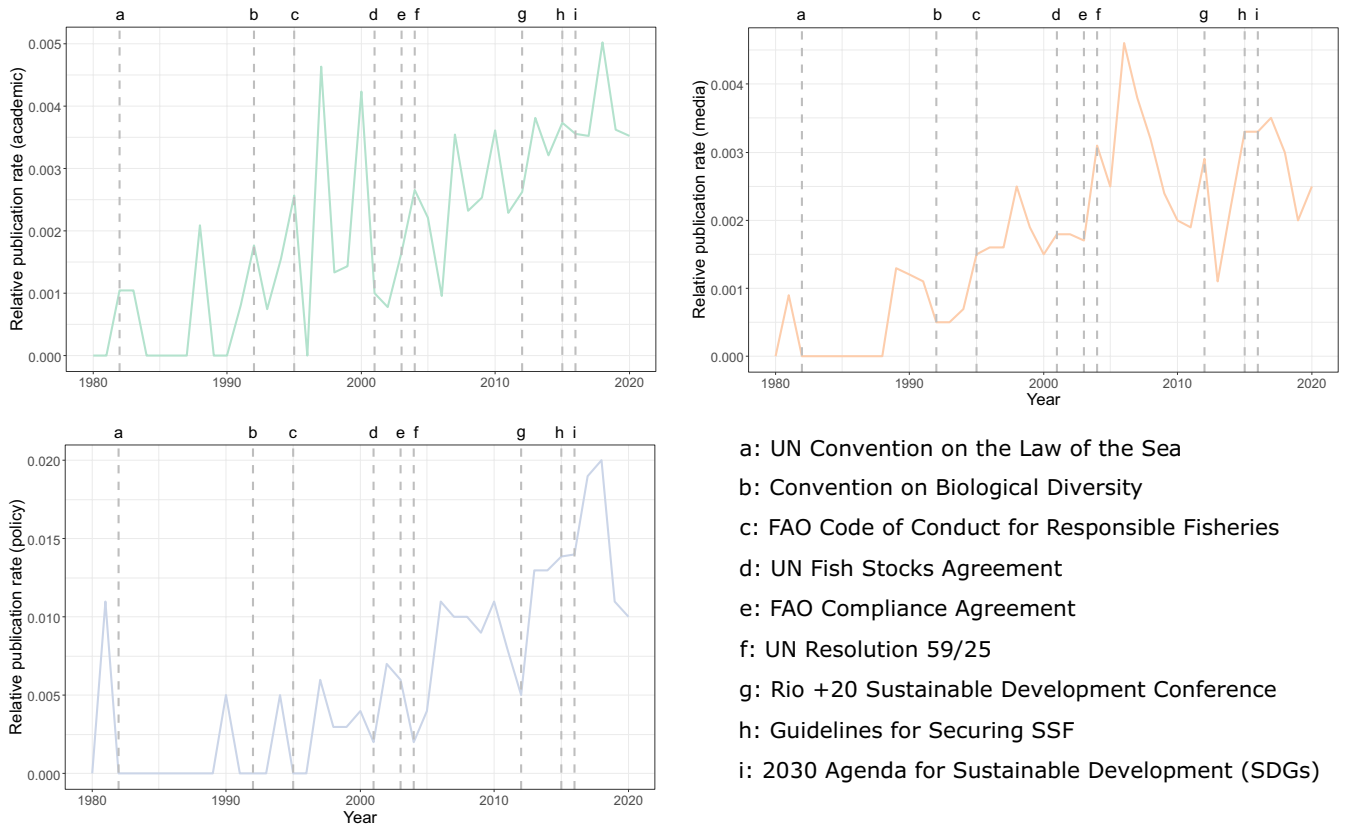 a b c d e f g h i
Relative publication rate (academic)
0.005
0.004
0.003
0.002
0.001
0.000
1980 1990 2000 2010 2020
a b c d e f g h i
Relative publication rate (media)
0.004
0.003
0.002
0.001
0.000
1980 1990 2000 2010 2020
Year
a b c d e f g h i
Relative publication rate (policy)
0.020
0.015
0.010
0.005
0.000
1980 1990 2000 2010 2020
Year
a: UN Convention on the Law of the Sea
b: Convention on Biological Diversity
c: FAO Code of Conduct for Responsible Fisheries
d: UN Fish Stocks Agreement
e: FAO Compliance Agreement
f: UN Resolution 59/25
g: Rio +20 Sustainable Development Conference
h: Guidelines for Securing SSF
i: 2030 Agenda for Sustainable Development (SDGs)